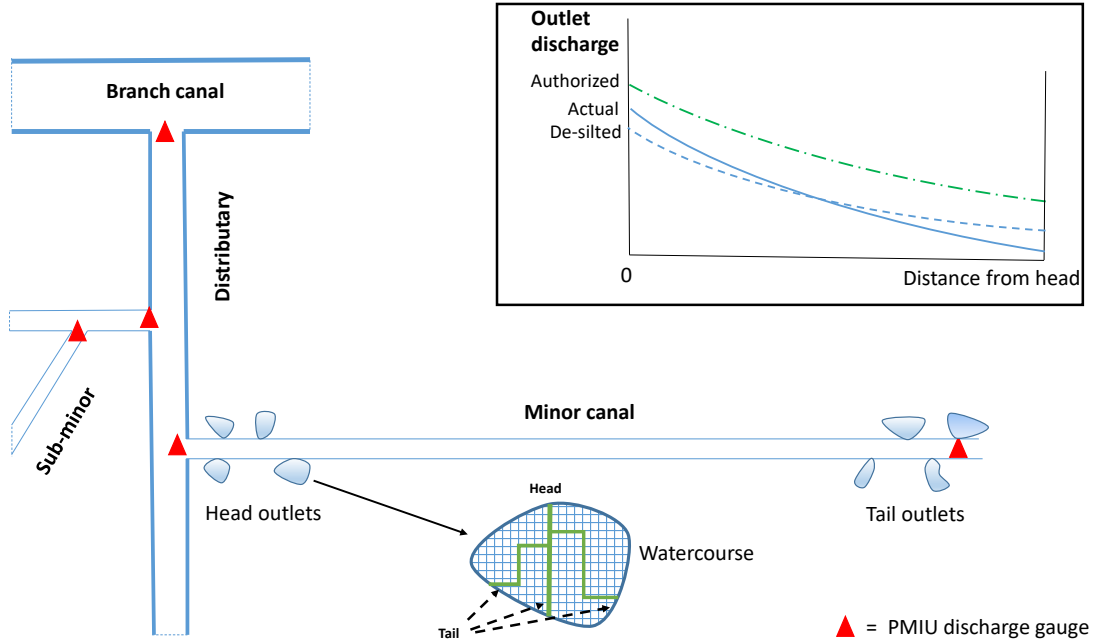 Outlet
discharge
Authorized
Actual
De-silted
0
Distance from head
Branch canal
Distributary
Sub-minor
Minor canal
Head outlets
Tail outlets
Head
Watercourse
Tail
= PMIU discharge gauge